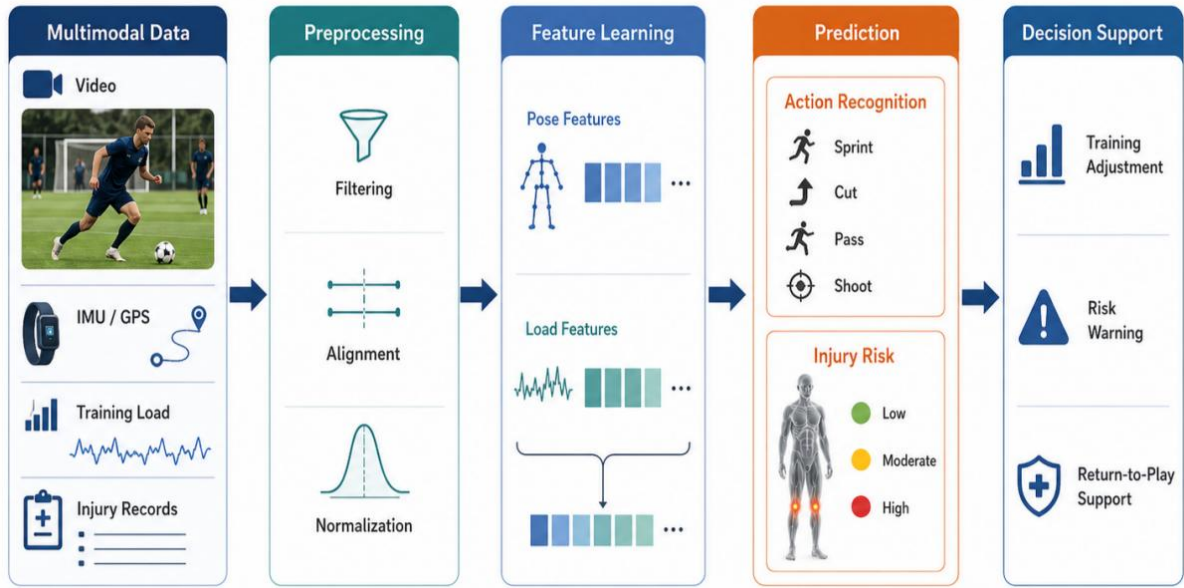 Multimodal Data
Video
IMU / GPS
Training Load
Injury Records
Preprocessing
Filtering
Alignment
Normalization
Feature Learning
Pose Features
...
Load Features
...
...
Prediction
Action Recognition
Sprint
Cut
Pass
Shoot
Injury Risk
Low
Moderate
High
Decision Support
Training
Adjustment
Risk
Warning
Return-to-Play
Support